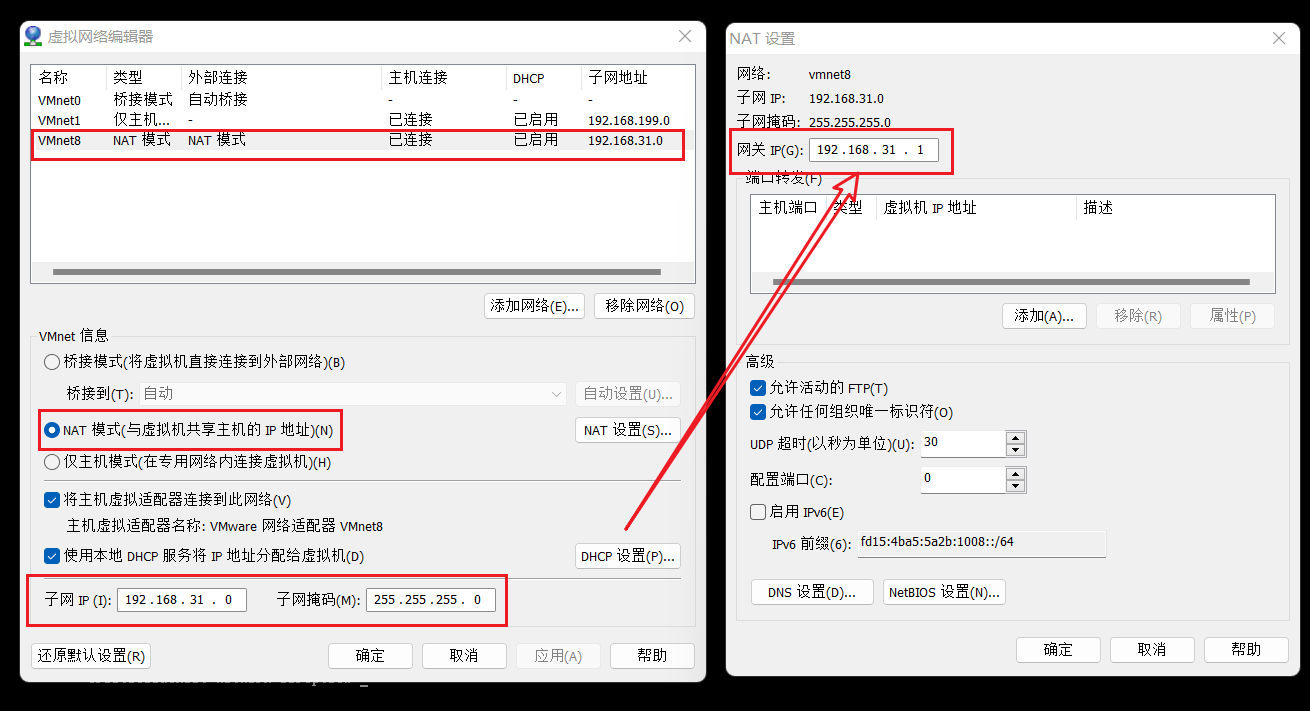 虚拟网络编辑器
名称 类型 外部连接 主机连接 DHCP 子网地址
VMnet0 桥接模式 自动桥接 - - -
VMnet1 仅主机... - 已连接 已启用 192.168.199.0
VMnet8 NAT 模式 NAT 模式 已连接 已启用 192.168.31.0
添加网络(E)... 移除网络(O)
VMnet 信息
桥接模式(将虚拟机直接连接到外部网络)(B)
桥接到(T): 自动 自动设置(U)...
NAT 模式(与虚拟机共享主机的 IP 地址)(N) NAT 设置(S)...
仅主机模式(在专用网络内连接虚拟机)(H)
将主机虚拟适配器连接到此网络(V)
主机虚拟适配器名称: VMware 网络适配器 VMnet8
使用本地 DHCP 服务将 IP 地址分配给虚拟机(D) DHCP 设置(P)...
子网 IP (I): 192 .168 . 31 . 0 子网掩码(M): 255 .255 .255 . 0
还原默认设置(R) 确定 取消 应用(A) 帮助
NAT 设置
网络: vmnet8
子网 IP: 192.168.31.0
子网掩码: 255.255.255.0
网关 IP(G): 192 .168 . 31 . 1
端口转发(F)
主机端口 类型 虚拟机 IP 地址 描述
添加(A)... 移除(R) 属性(P)
高级
允许活动的 FTP(T)
允许任何组织唯一标识符(O)
UDP 超时(以秒为单位)(U): 30
配置端口(C): 0
启用 IPv6(E)
IPv6 前缀(6): fd15:4ba5:5a2b:1008::/64
DNS 设置(D)... NetBIOS 设置(N)...
确定 取消 帮助